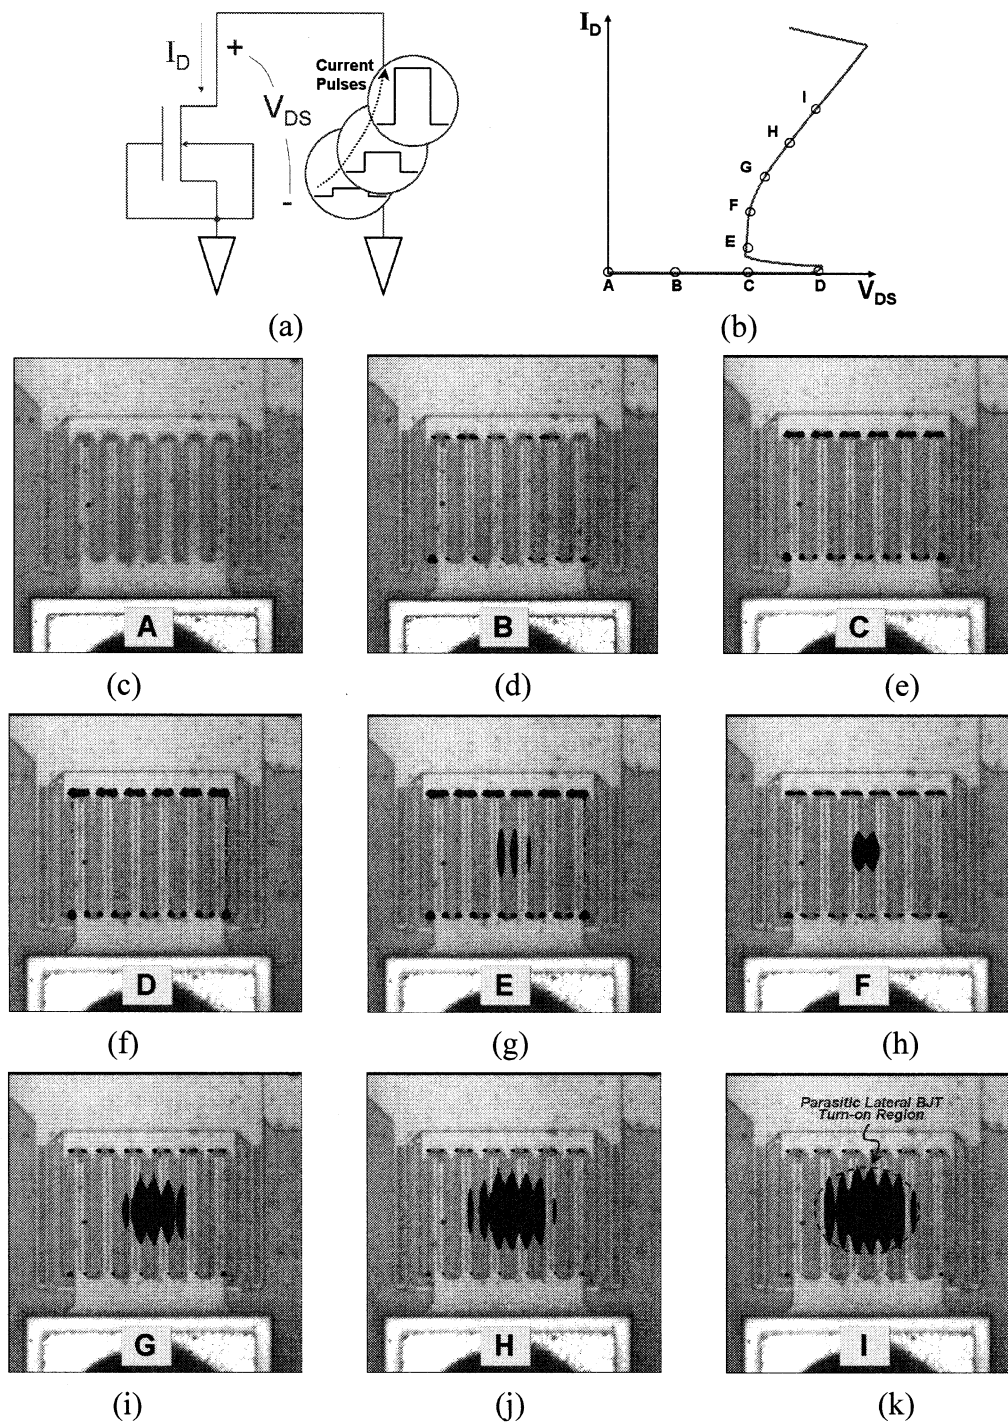 I_D
+
Current
Pulses
V_DS
-
(a)
I_D
I
H
G
F
E
A B C D
V_DS
(b)
A
(c)
B
(d)
C
(e)
D
(f)
E
(g)
F
(h)
G
(i)
H
(j)
Parasitic Lateral BJT
Turn-on Region
I
(k)